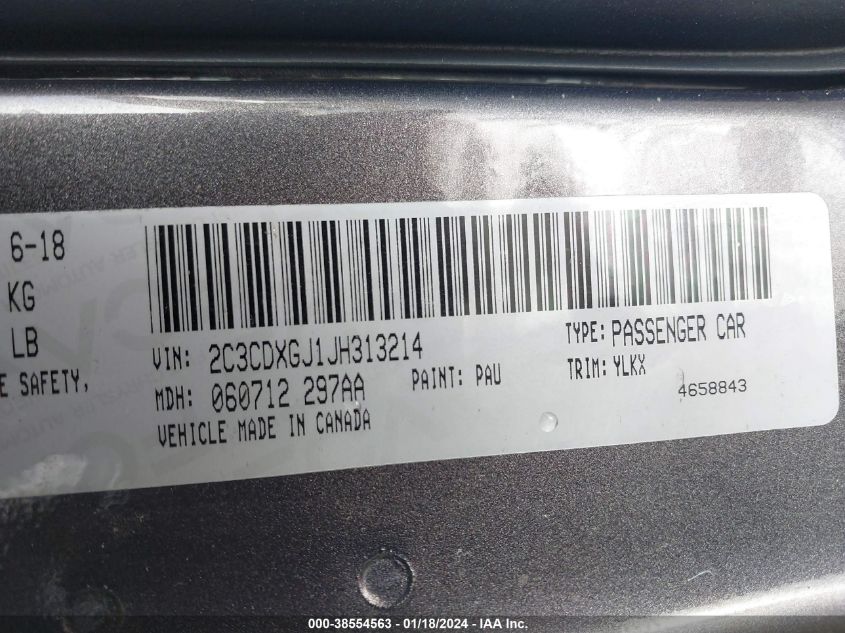 6-18
KG
LB
E SAFETY,
VIN: 2C3CDXGJ1JH313214
TYPE: PASSENGER CAR
MDH: 060712 297AA
PAINT: PAU
TRIM: YLKX
4658843
VEHICLE MADE IN CANADA
000-38554563 - 01/18/2024 - IAA Inc.